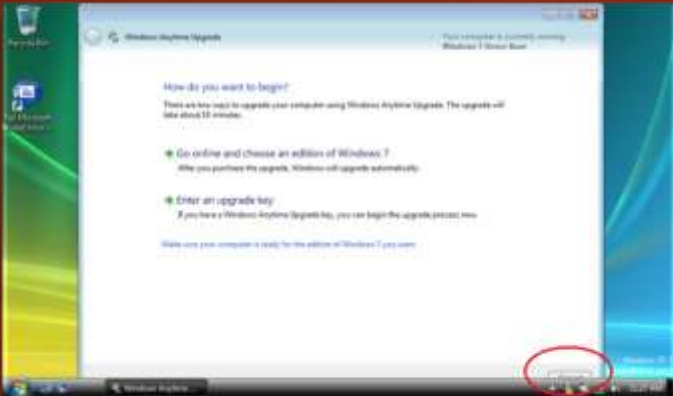 Recycle Bin
Windows Anytime Upgrade
Your computer is currently running
Windows 7 Home Basic
How do you want to begin?
There are two ways to upgrade your computer using Windows Anytime Upgrade. The upgrade will
take about 10 minutes.
Go online and choose an edition of Windows 7
After you purchase the upgrade, Windows will upgrade automatically.
Enter an upgrade key
If you have a Windows Anytime Upgrade key, you can begin the upgrade process now.
Make sure your computer is ready for the edition of Windows 7 you want
Cancel
Windows Anytime ...